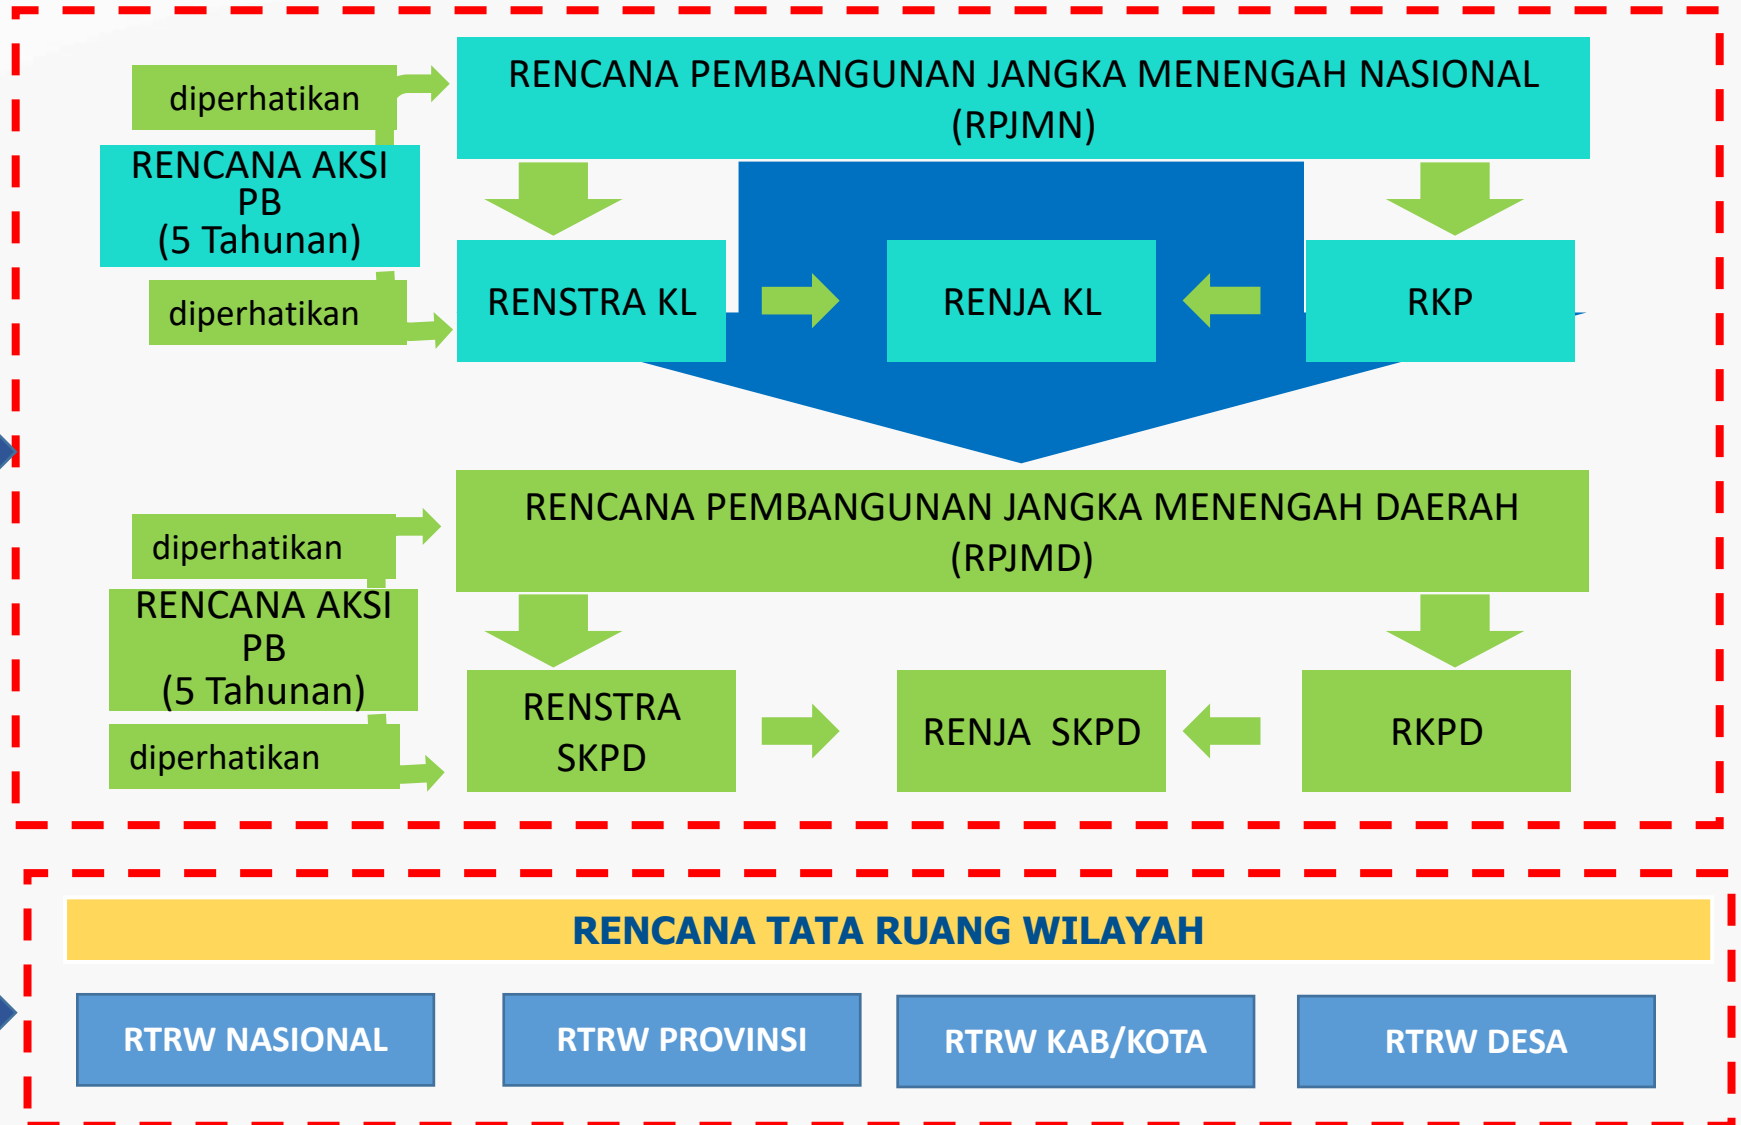 RENCANA PEMBANGUNAN JANGKA MENENGAH NASIONAL
(RPJMN)
diperhatikan
RENCANA AKSI
PB
(5 Tahunan)
diperhatikan
RENSTRA KL
RENJA KL
RKP
RENCANA PEMBANGUNAN JANGKA MENENGAH DAERAH
(RPJMD)
diperhatikan
RENCANA AKSI
PB
(5 Tahunan)
diperhatikan
RENSTRA
SKPD
RENJA SKPD
RKPD
RENCANA TATA RUANG WILAYAH
RTRW NASIONAL
RTRW PROVINSI
RTRW KAB/KOTA
RTRW DESA